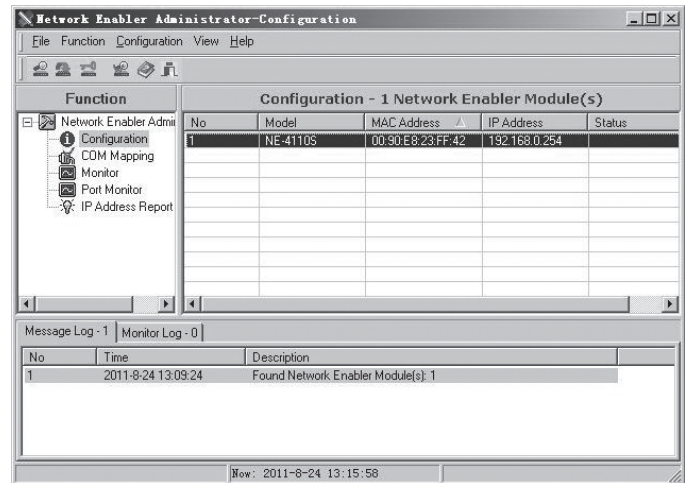 Network Enabler Administrator-Configuration
File Function Configuration View Help
Function
Configuration - 1 Network Enabler Module(s)
Network Enabler Admi
Configuration
COM Mapping
Monitor
Port Monitor
IP Address Report
No Model MAC Address IP Address Status
1 NE-4110S 00:90:E8:23:FF:42 192.168.0.254
Message Log - 1 Monitor Log - 0
No Time Description
1 2011-8-24 13:09:24 Found Network Enabler Module(s): 1
Now: 2011-8-24 13:15:58